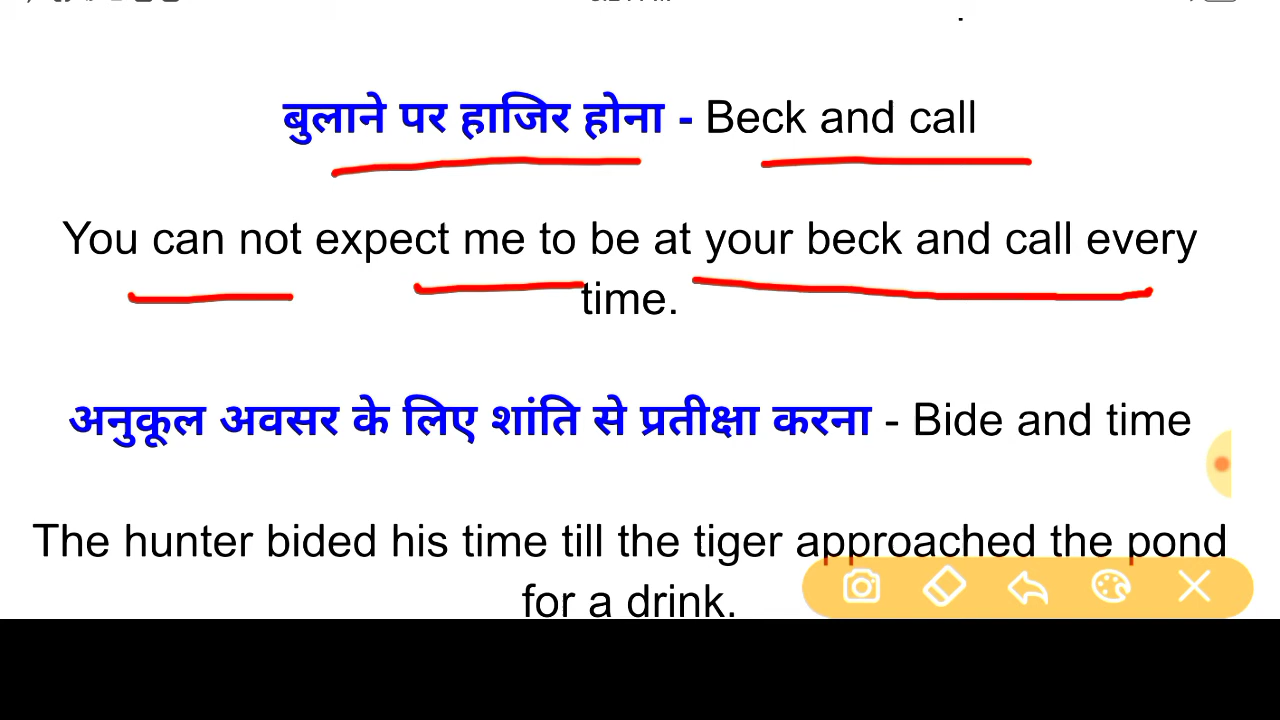 बुलाने पर हाजिर होना - Beck and call
You can not expect me to be at your beck and call every
time.
अनुकूल अवसर के लिए शांति से प्रतीक्षा करना - Bide and time
The hunter bided his time till the tiger approached the pond
for a drink.